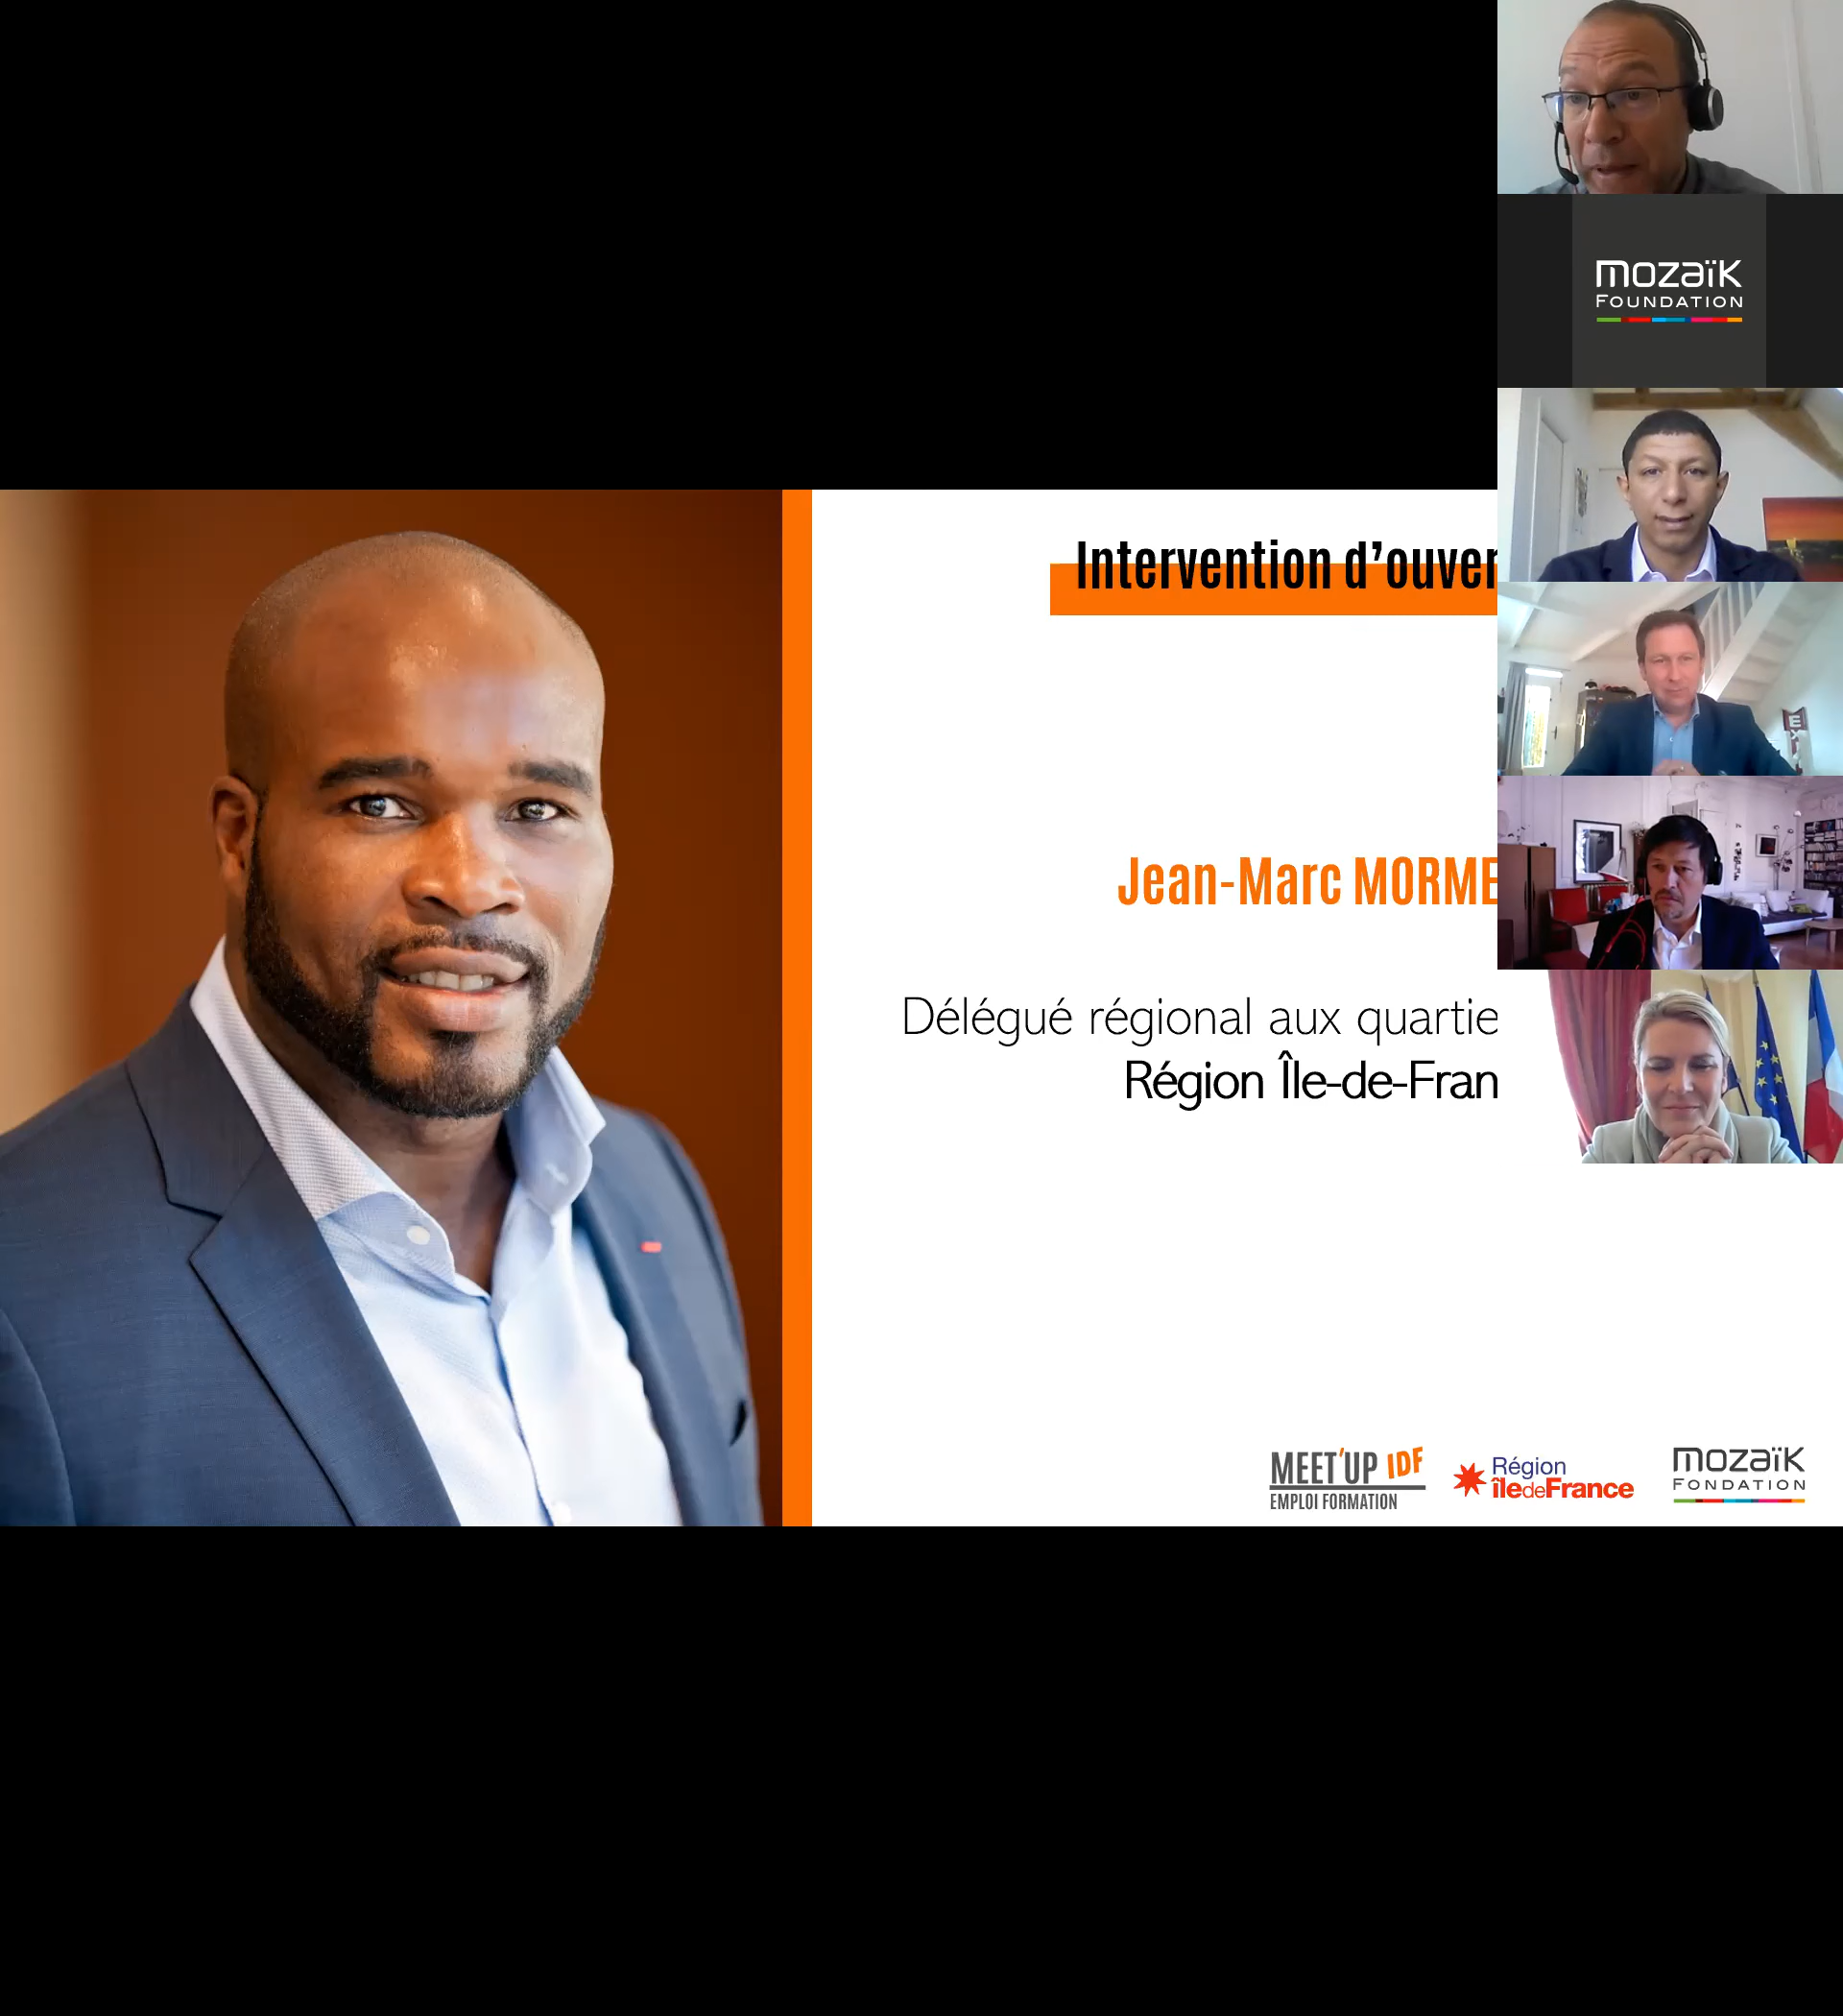 Intervention d’ouver
Jean-Marc MORME
Délégué régional aux quartie
Région Île-de-Fran
MEET'UP IDF
EMPLOI FORMATION
Région
îledeFrance
mozaïK
FONDATION
mozaïK
FOUNDATION